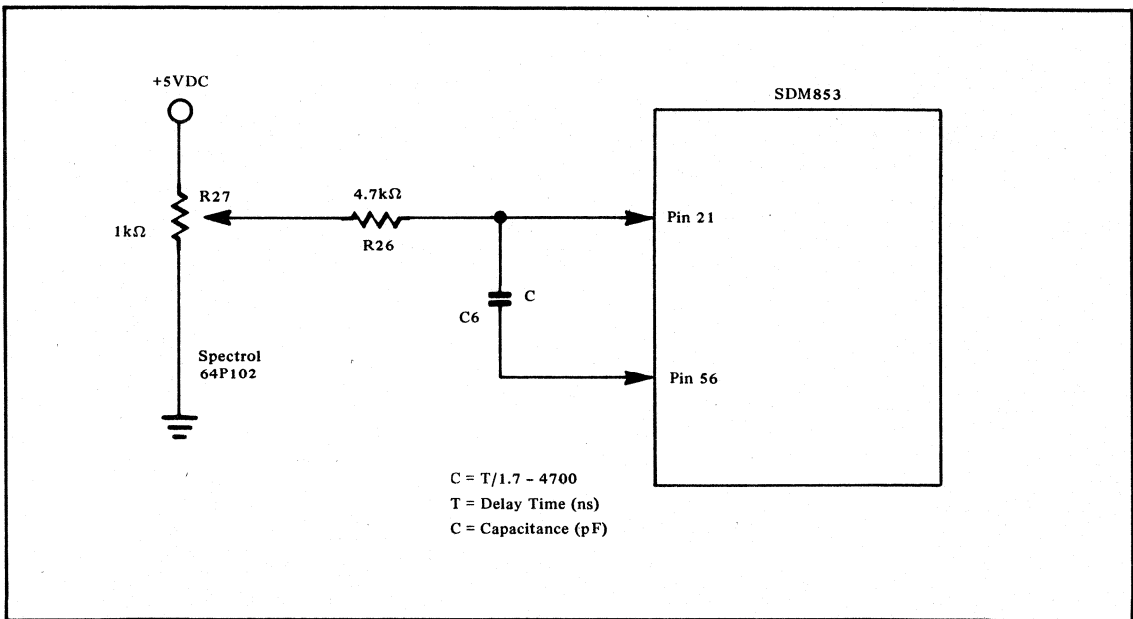 +5VDC
SDM853
R27
4.7kΩ
1kΩ
Pin 21
R26
C
C6
Spectrol
64P102
Pin 56
C = T/1.7 - 4700
T = Delay Time (ns)
C = Capacitance (pF)